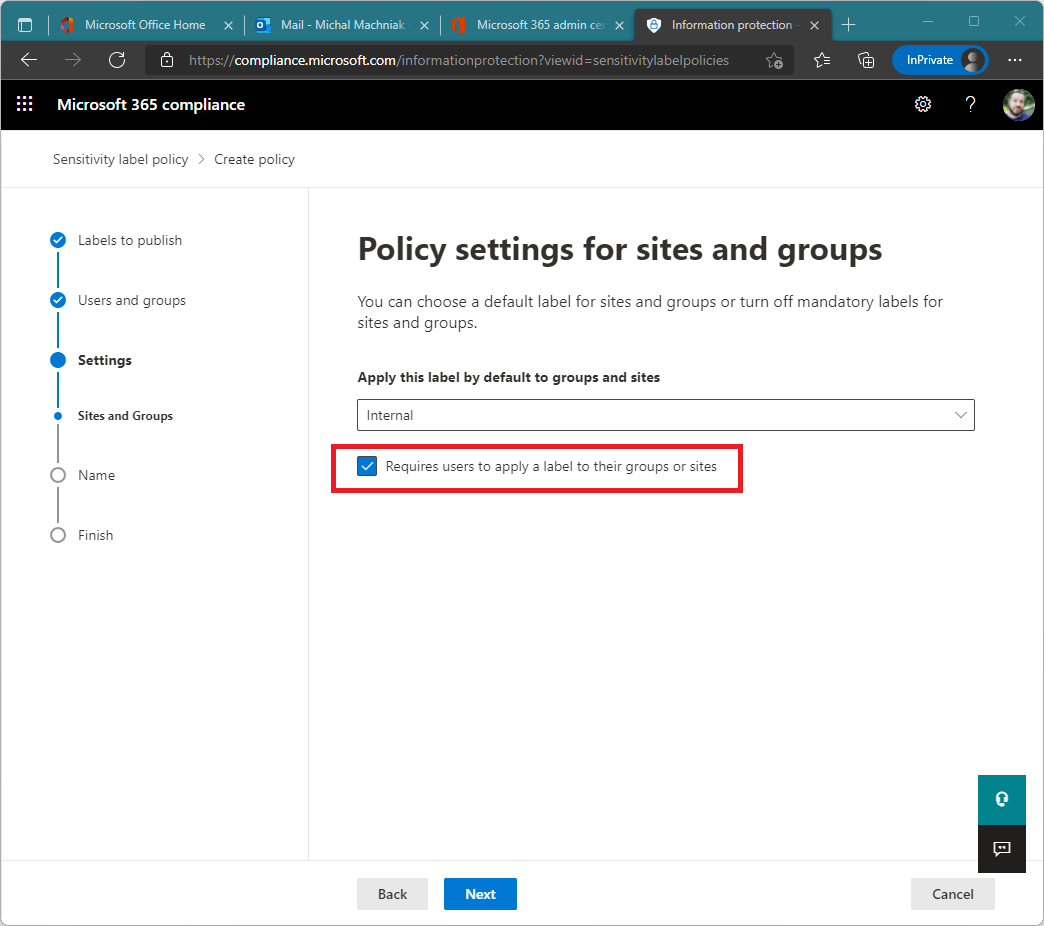 Microsoft Office Home
Mail - Michal Machniak
Microsoft 365 admin cen
Information protection -
https://compliance.microsoft.com/informationprotection?viewid=sensitivitylabelpolicies
InPrivate
Microsoft 365 compliance
Sensitivity label policy > Create policy
Labels to publish
Users and groups
Settings
Sites and Groups
Name
Finish
Policy settings for sites and groups
You can choose a default label for sites and groups or turn off mandatory labels for
sites and groups.
Apply this label by default to groups and sites
Internal
Requires users to apply a label to their groups or sites
Back
Next
Cancel